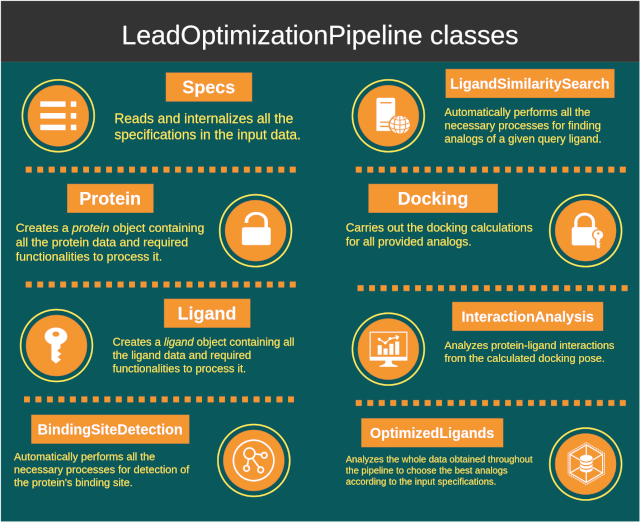 LeadOptimizationPipeline classes
Specs
Reads and internalizes all the
specifications in the input data.
Protein
Creates a protein object containing
all the protein data and required
functionalities to process it.
Ligand
Creates a ligand object containing all
the ligand data and required
functionalities to process it.
BindingSiteDetection
Automatically performs all the
necessary processes for detection of
the protein's binding site.
LigandSimilaritySearch
Automatically performs all the
necessary processes for finding
analogs of a given query ligand.
Docking
Carries out the docking calculations
for all provided analogs.
InteractionAnalysis
Analyzes protein-ligand interactions
from the calculated docking pose.
OptimizedLigands
Analyzes the whole data obtained throughout
the pipeline to choose the best analogs
according to the input specifications.